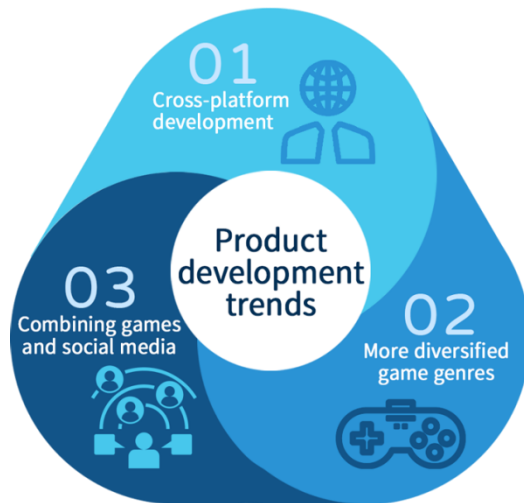 01
Cross-platform
development
Product
development
trends
02
More diversified
game genres
03
Combining games
and social media